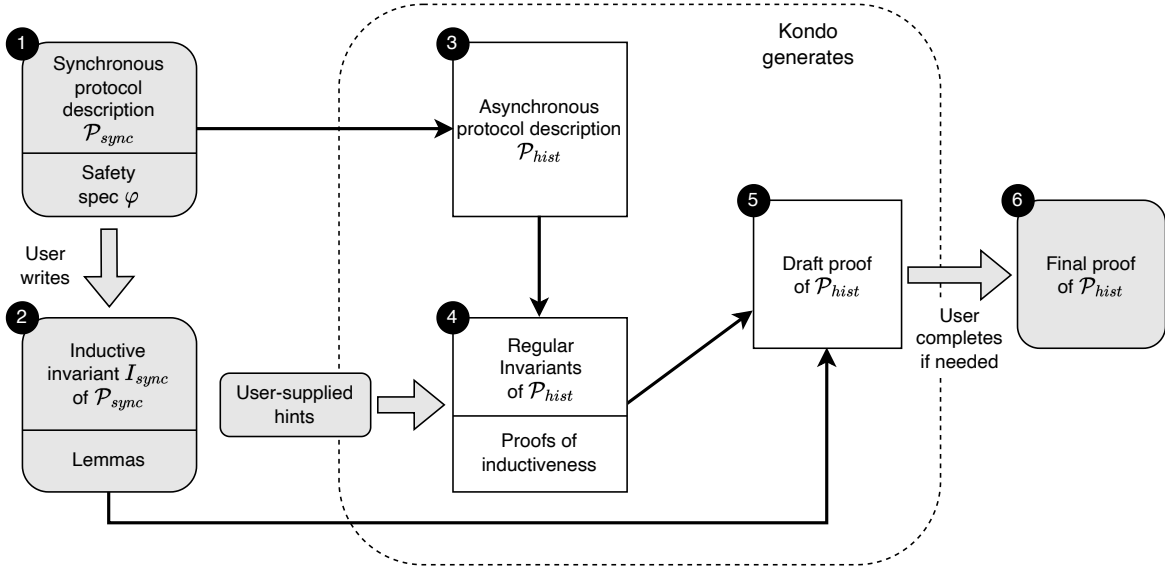 1
Synchronous
protocol
description
𝒫sync
Safety
spec φ
User
writes
2
Inductive
invariant Isync
of 𝒫sync
Lemmas
User-supplied
hints
Kondo
generates
3
Asynchronous
protocol description
𝒫hist
4
Regular
Invariants
of 𝒫hist
Proofs of
inductiveness
5
Draft proof
of 𝒫hist
User
completes
if needed
6
Final proof
of 𝒫hist